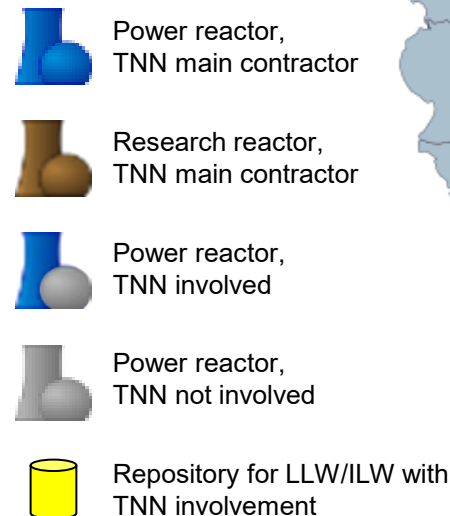 Power reactor,
TNN main contractor
Research reactor,
TNN main contractor
Power reactor,
TNN involved
Power reactor,
TNN not involved
Repository for LLW/ILW with
TNN involvement